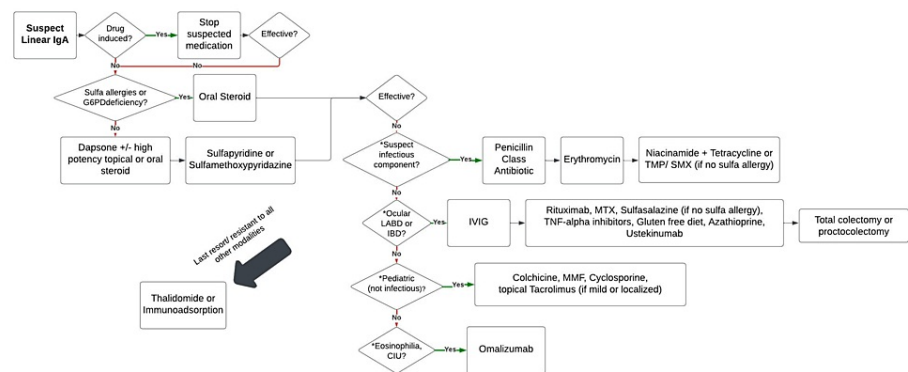 Suspect
Linear IgA
Drug
induced?
Yes
Stop
suspected
medication
Effective?
No
No
Sulfa allergies or
G6PDdeficiency?
Yes
Oral Steroid
Effective?
No
No
Dapsone +/- high
potency topical or oral
steroid
Sulfapyridine or
Sulfamethoxypyridazine
*Suspect
infectious
component?
Yes
Penicillin
Class
Antibiotic
Erythromycin
Niacinamide + Tetracycline or
TMP/ SMX (if no sulfa allergy)
No
*Ocular
LABD or
IBD?
Yes
IVIG
Rituximab, MTX, Sulfasalazine (if no sulfa allergy),
TNF-alpha inhibitors, Gluten free diet, Azathioprine,
Ustekinumab
Total colectomy or
proctocolectomy
No
Last resort/ resistant to all
other modalities
Thalidomide or
Immunoadsorption
*Pediatric
(not infectious)?
Yes
Colchicine, MMF, Cyclosporine,
topical Tacrolimus (if mild or localized)
No
*Eosinophilia,
CIU?
Yes
Omalizumab